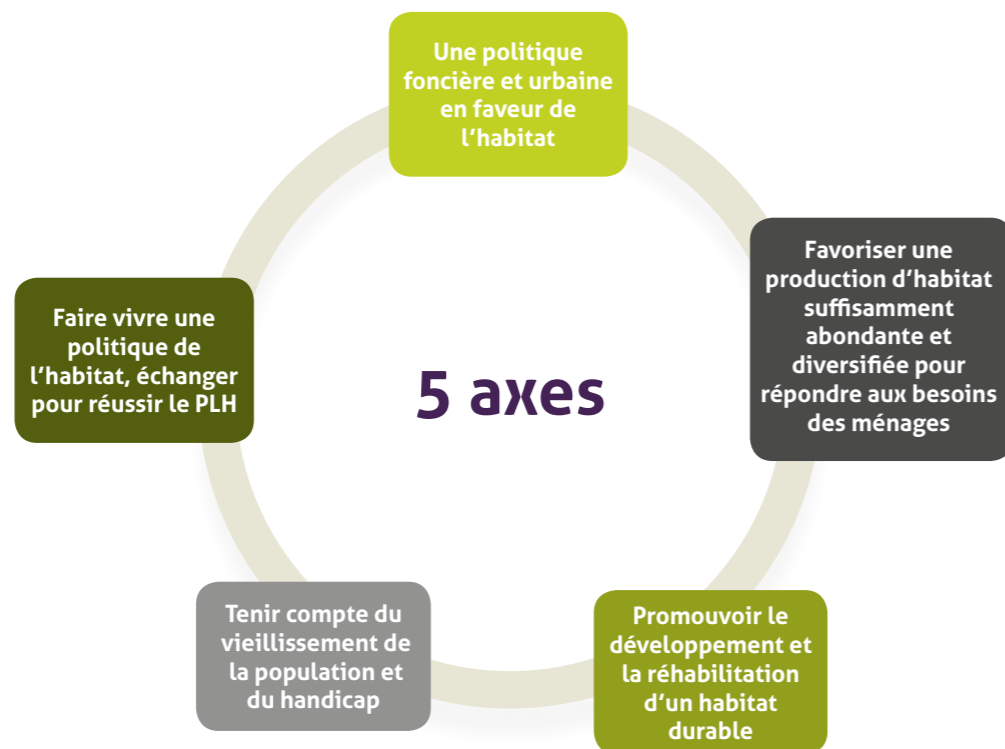 Une politique
foncière et urbaine
en faveur de
l’habitat
Favoriser une
production d’habitat
suffisamment
abondante et
diversifiée pour
répondre aux besoins
des ménages
Promouvoir le
développement et
la réhabilitation
d’un habitat
durable
Tenir compte du
vieillissement de
la population et
du handicap
Faire vivre une
politique de
l’habitat, échanger
pour réussir le PLH
5 axes